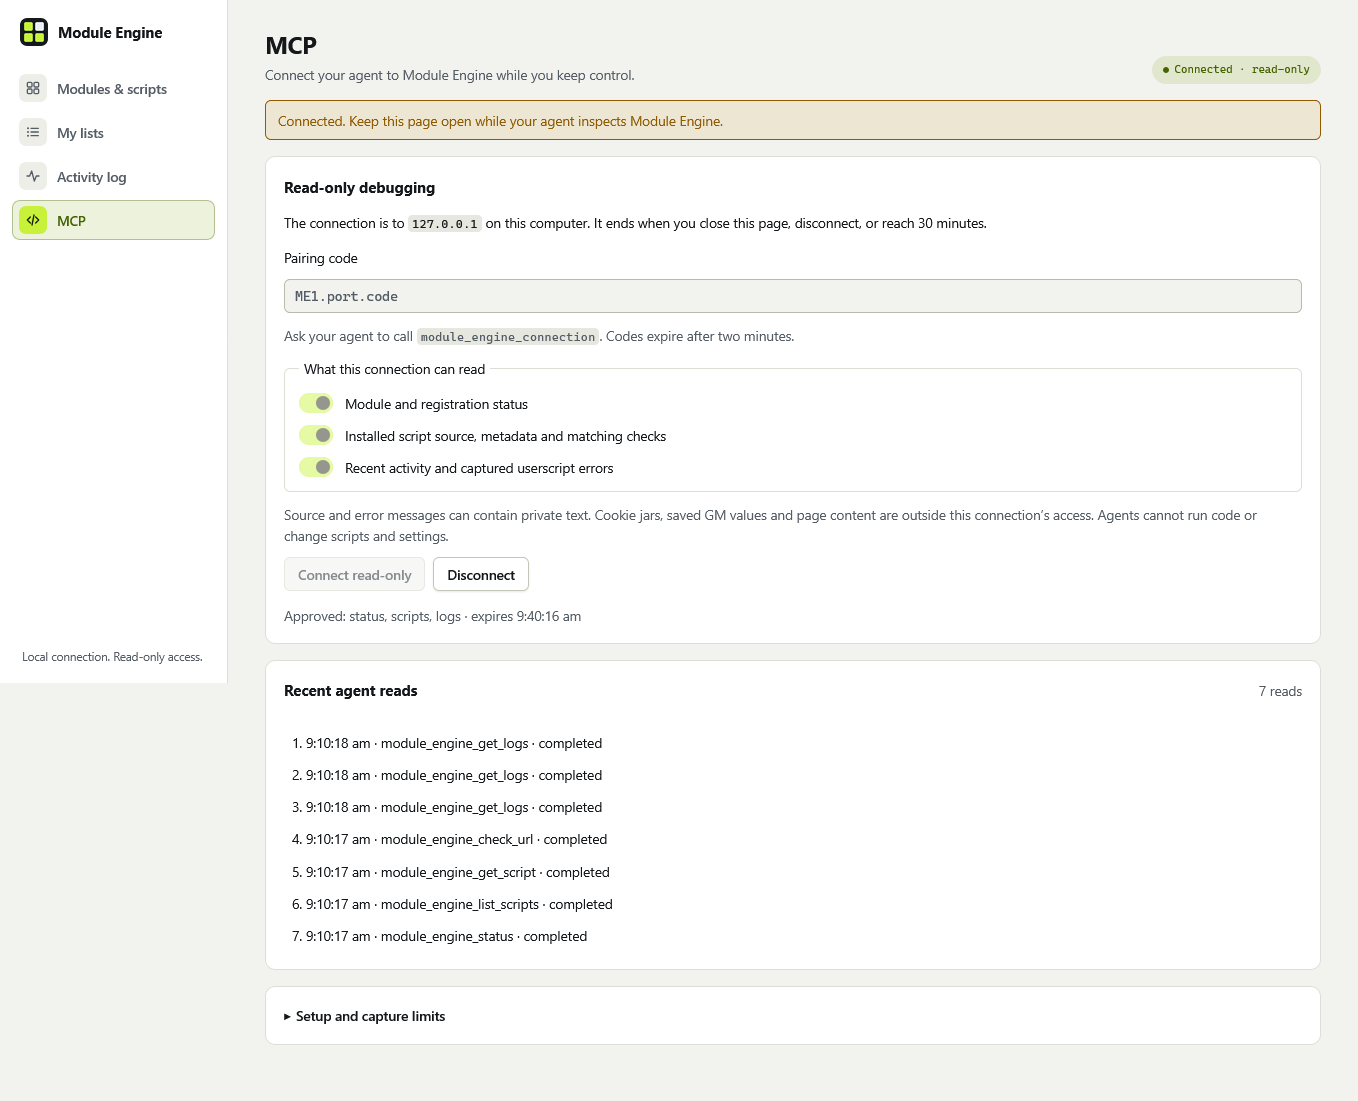 Module Engine
Modules & scripts
My lists
Activity log
MCP
Local connection. Read-only access.
MCP
Connect your agent to Module Engine while you keep control.
Connected · read-only
Connected. Keep this page open while your agent inspects Module Engine.
Read-only debugging
The connection is to 127.0.0.1 on this computer. It ends when you close this page, disconnect, or reach 30 minutes.
Pairing code
ME1.port.code
Ask your agent to call module_engine_connection. Codes expire after two minutes.
What this connection can read
Module and registration status
Installed script source, metadata and matching checks
Recent activity and captured userscript errors
Source and error messages can contain private text. Cookie jars, saved GM values and page content are outside this connection’s access. Agents cannot run code or
change scripts and settings.
Connect read-only
Disconnect
Approved: status, scripts, logs · expires 9:40:16 am
Recent agent reads
7 reads
1. 9:10:18 am · module_engine_get_logs · completed
2. 9:10:18 am · module_engine_get_logs · completed
3. 9:10:18 am · module_engine_get_logs · completed
4. 9:10:17 am · module_engine_check_url · completed
5. 9:10:17 am · module_engine_get_script · completed
6. 9:10:17 am · module_engine_list_scripts · completed
7. 9:10:17 am · module_engine_status · completed
Setup and capture limits